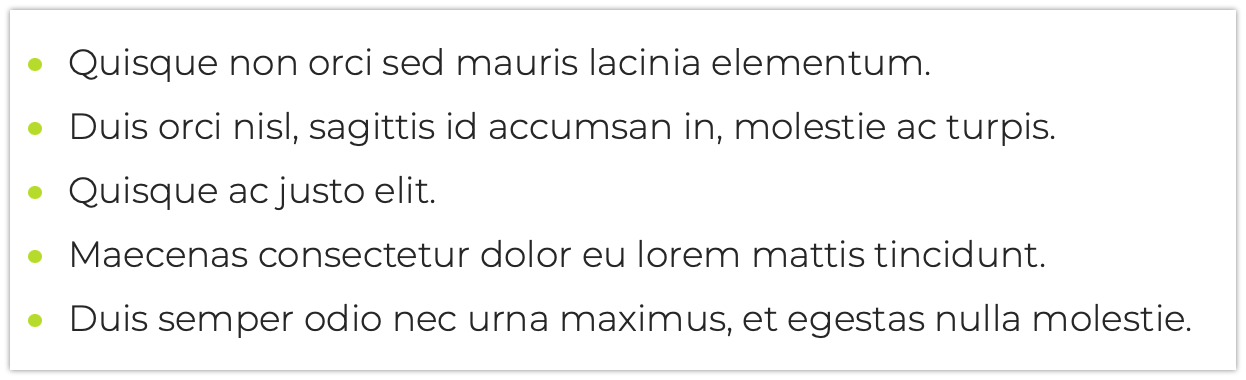 Quisque non orci sed mauris lacinia elementum.
Duis orci nisl, sagittis id accumsan in, molestie ac turpis.
Quisque ac justo elit.
Maecenas consectetur dolor eu lorem mattis tincidunt.
Duis semper odio nec urna maximus, et egestas nulla molestie.